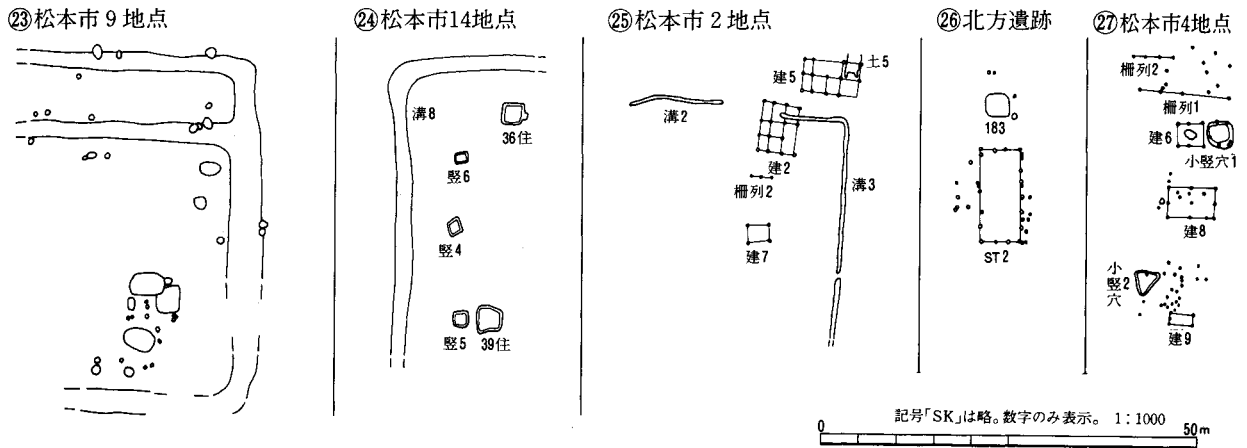 ㉓松本市9地点
㉔松本市14地点
溝8
36住
竪6
竪4
竪5
39住
㉕松本市2地点
土5
建5
溝2
建2
溝3
柵列2
建7
㉖北方遺跡
183
ST2
㉗松本市4地点
柵列2
柵列1
建6
小竪穴1
建8
小竪穴2
建9
記号「SK」は略。数字のみ表示。 1:1000
0
50m